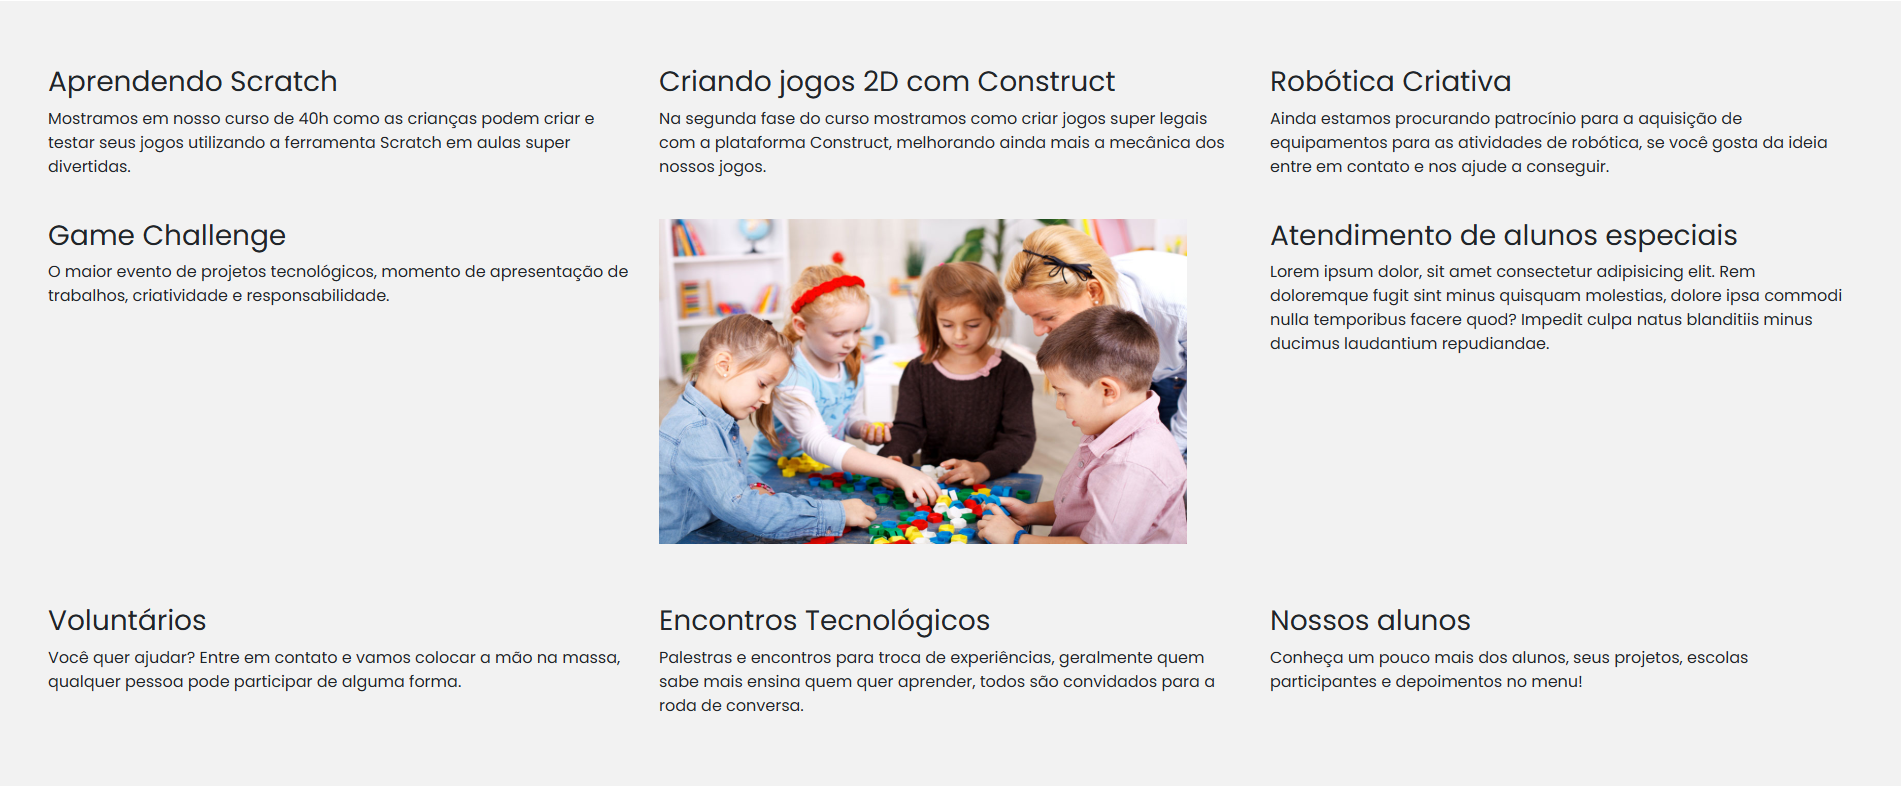 Aprendendo Scratch
Mostramos em nosso curso de 40h como as crianças podem criar e
testar seus jogos utilizando a ferramenta Scratch em aulas super
divertidas.
Criando jogos 2D com Construct
Na segunda fase do curso mostramos como criar jogos super legais
com a plataforma Construct, melhorando ainda mais a mecânica dos
nossos jogos.
Robótica Criativa
Ainda estamos procurando patrocínio para a aquisição de
equipamentos para as atividades de robótica, se você gosta da ideia
entre em contato e nos ajude a conseguir.
Game Challenge
O maior evento de projetos tecnológicos, momento de apresentação de
trabalhos, criatividade e responsabilidade.
Atendimento de alunos especiais
Lorem ipsum dolor, sit amet consectetur adipisicing elit. Rem
doloremque fugit sint minus quisquam molestias, dolore ipsa commodi
nulla temporibus facere quod? Impedit culpa natus blanditiis minus
ducimus laudantium repudiandae.
Voluntários
Você quer ajudar? Entre em contato e vamos colocar a mão na massa,
qualquer pessoa pode participar de alguma forma.
Encontros Tecnológicos
Palestras e encontros para troca de experiências, geralmente quem
sabe mais ensina quem quer aprender, todos são convidados para a
roda de conversa.
Nossos alunos
Conheça um pouco mais dos alunos, seus projetos, escolas
participantes e depoimentos no menu!